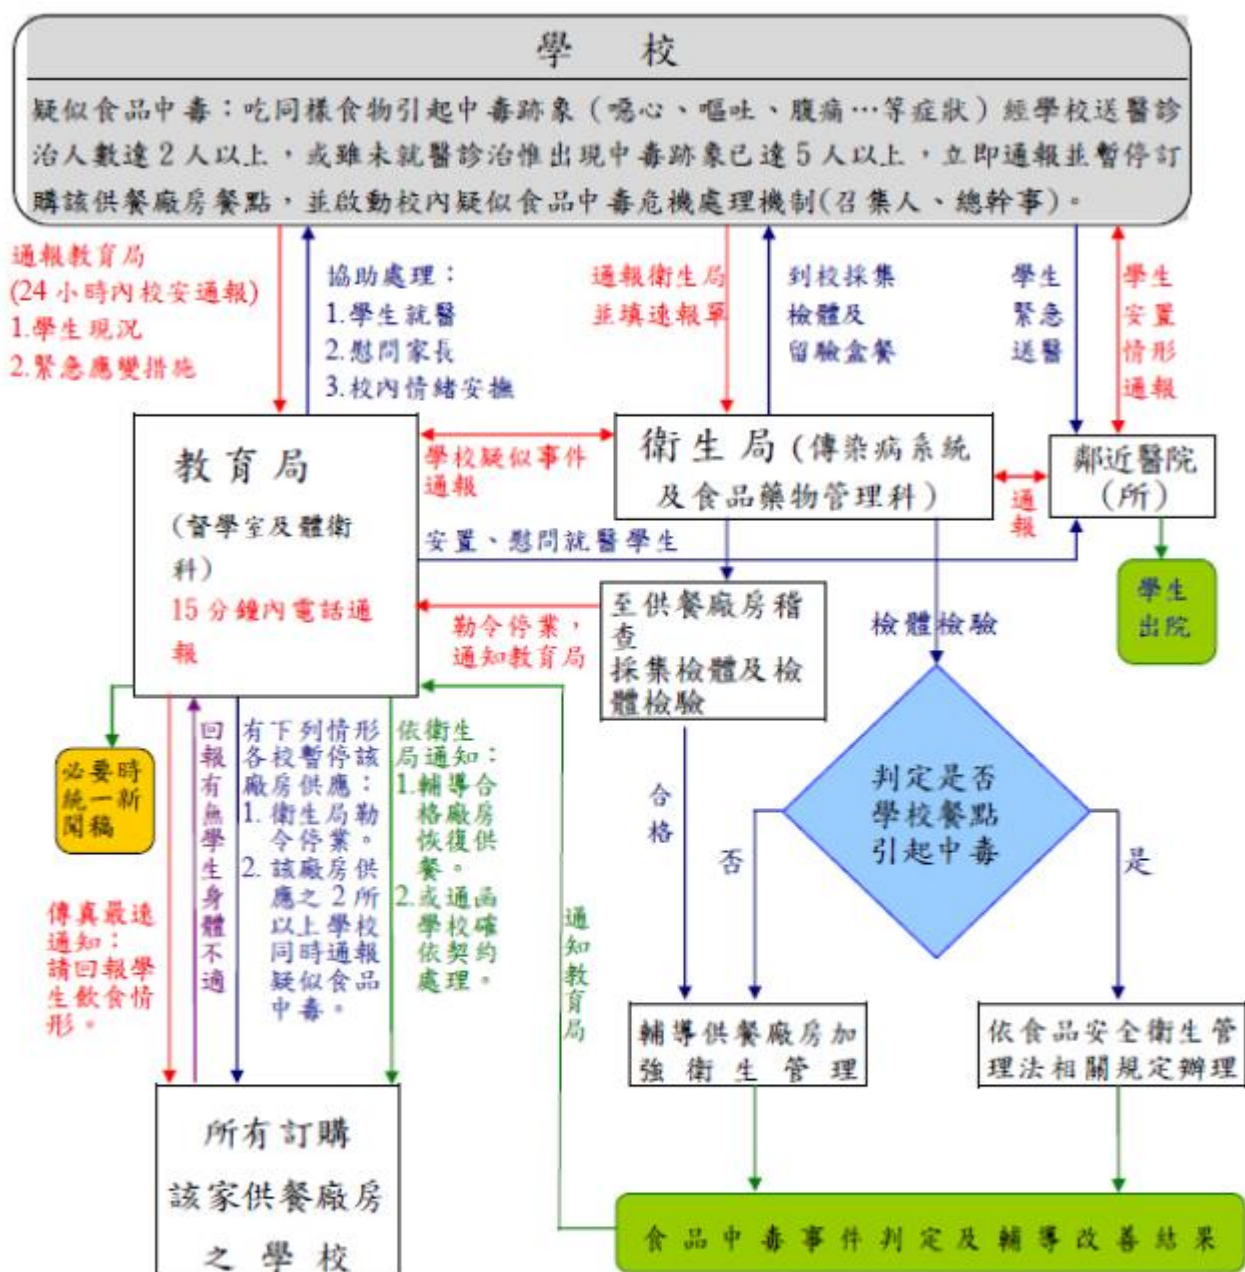 學 校
疑似食品中毒：吃同樣食物引起中毒跡象（噁心、嘔吐、腹痛…等症狀）經學校送醫診
治人數達2人以上，或雖未就醫診治惟出現中毒跡象已達5人以上，立即通報並暫停訂
購該供餐廠房餐點，並啟動校內疑似食品中毒危機處理機制(召集人、總幹事)。
通報教育局
(24小時內校安通報)
1.學生現況
2.緊急應變措施
協助處理：
1.學生就醫
2.慰問家長
3.校內情緒安撫
通報衛生局
並填速報單
到校採集
檢體及
留驗盒餐
學生
緊急
送醫
學生
安置
情形
通報
教育局
(督學室及體衛
科)
15分鐘內電話通
報
學校疑似事件
通報
衛生局(傳染病系統
及食品藥物管理科)
通報
鄰近醫院
(所)
安置、慰問就醫學生
學生
出院
勒令停業，
通知教育局
至供餐廠房稽
查
採集檢體及檢
體檢驗
檢體檢驗
必要時
統一新
聞稿
傳真最速
通知：
請回報學
生飲食情
形。
回報有無學生身體不適
有下列情形
各校暫停該
廠房供應：
1. 衛生局勒
令停業。
2. 該廠房供
應之2所
以上學校
同時通報
疑似食品
中毒。
依衛生
局通知：
1.輔導合
格廠房
恢復供
餐。
2.或通函
學校確
依契約
處理。
通知教育局
合格
判定是否
學校餐點
引起中毒
否
是
輔導供餐廠房加
強衛生管理
依食品安全衛生管
理法相關規定辦理
所有訂購
該家供餐廠房
之學校
食品中毒事件判定及輔導改善結果